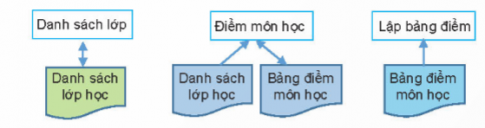 Danh sách lớp
Điểm môn học
Lập bảng điểm
Danh sách
lớp học
Danh sách
lớp học
Bảng điểm
môn học
Bảng điểm
môn học